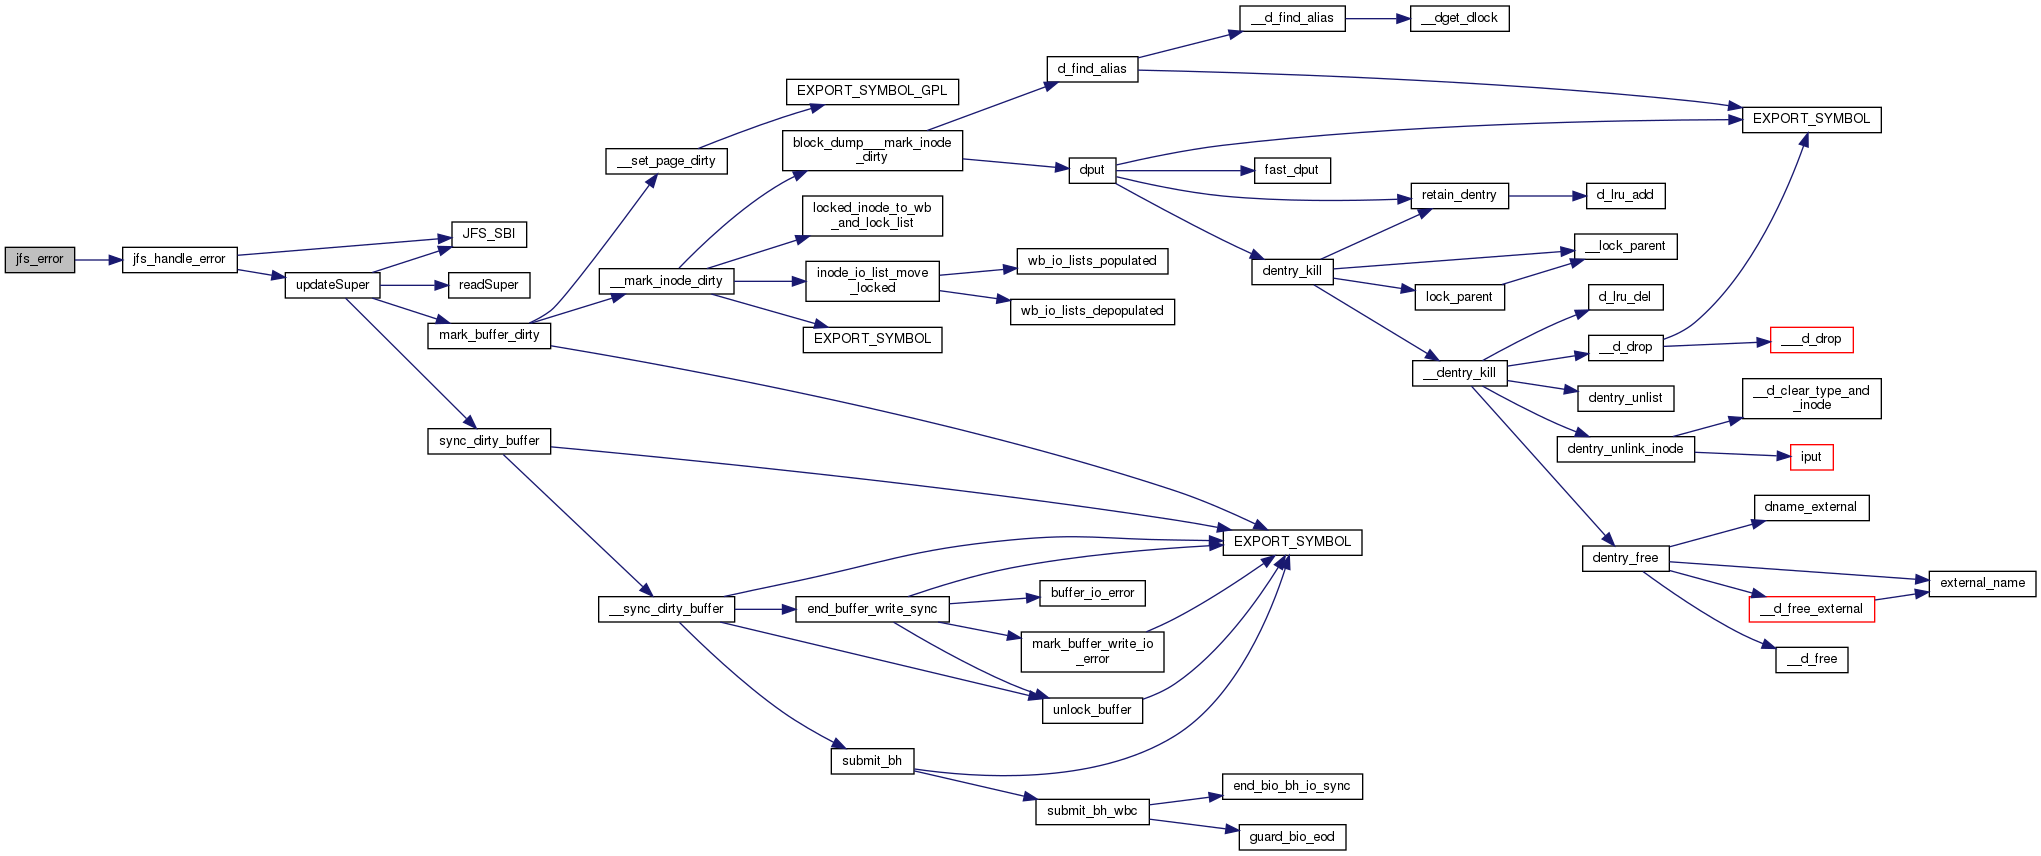 __d_find_alias
__dget_dlock
d_find_alias
EXPORT_SYMBOL_GPL
EXPORT_SYMBOL
block_dump___mark_inode
_dirty
__set_page_dirty
dput
fast_dput
retain_dentry
d_lru_add
locked_inode_to_wb
_and_lock_list
JFS_SBI
jfs_error
jfs_handle_error
updateSuper
readSuper
__mark_inode_dirty
inode_io_list_move
_locked
wb_io_lists_populated
wb_io_lists_depopulated
dentry_kill
__lock_parent
lock_parent
d_lru_del
mark_buffer_dirty
EXPORT_SYMBOL
__d_drop
___d_drop
__dentry_kill
dentry_unlist
__d_clear_type_and
_inode
sync_dirty_buffer
dentry_unlink_inode
iput
dname_external
EXPORT_SYMBOL
dentry_free
external_name
__sync_dirty_buffer
end_buffer_write_sync
buffer_io_error
__d_free_external
mark_buffer_write_io
_error
__d_free
unlock_buffer
submit_bh
end_bio_bh_io_sync
submit_bh_wbc
guard_bio_eod